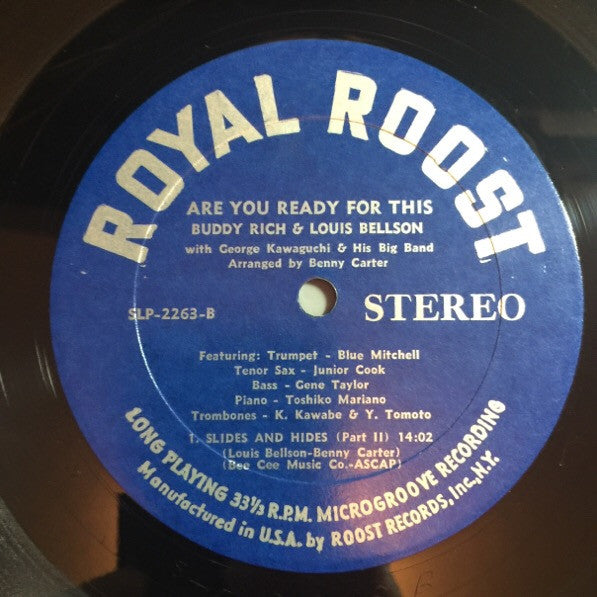 ROYAL ROOST
ARE YOU READY FOR THIS
BUDDY RICH & LOUIS BELLSON
with George Kawaguchi & His Big Band
Arranged by Benny Carter
SLP-2263-B
STEREO
Featuring: Trumpet - Blue Mitchell
Tenor Sax - Junior Cook
Bass - Gene Taylor
Piano - Toshiko Mariano
Trombones - K. Kawabe & Y. Tomoto
1. SLIDES AND HIDES (Part II) 14:02
(Louis Bellson-Benny Carter)
(Bee Cee Music Co.-ASCAP)
LONG PLAYING 33⅓ R.P.M. MICROGROOVE RECORDING
Manufactured in U.S.A. by ROOST RECORDS, Inc., N.Y.